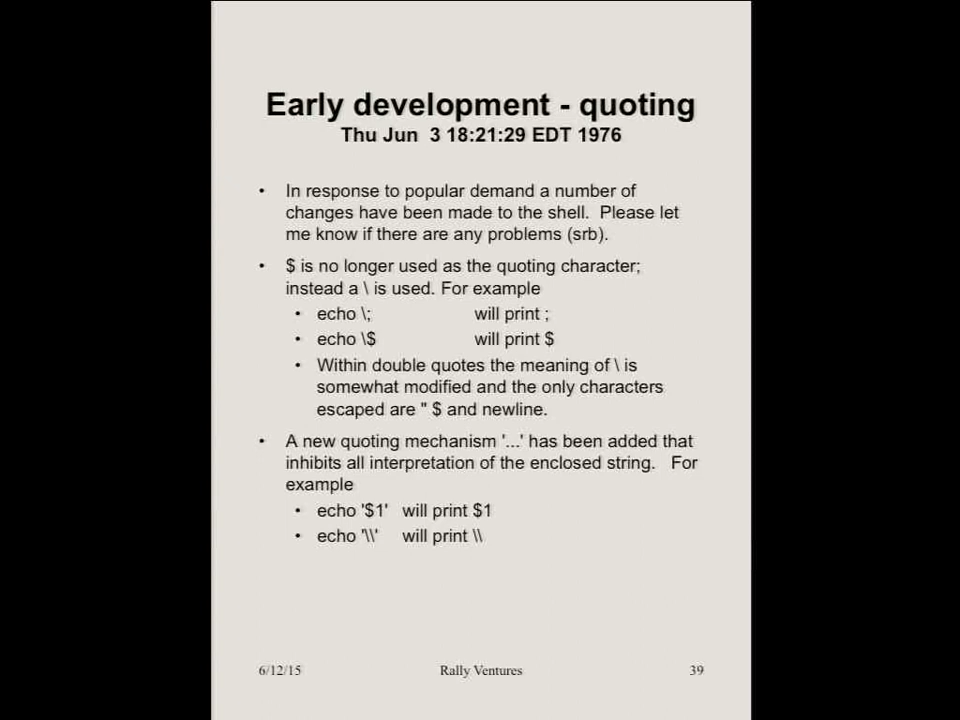 Early development - quoting
Thu Jun  3 18:21:29 EDT 1976
• In response to popular demand a number of
changes have been made to the shell.  Please let
me know if there are any problems (srb).
• $ is no longer used as the quoting character;
instead a \ is used. For example
• echo \; will print ;
• echo \$ will print $
• Within double quotes the meaning of \ is
somewhat modified and the only characters
escaped are " $ and newline.
• A new quoting mechanism '...' has been added that
inhibits all interpretation of the enclosed string.   For
example
• echo '$1' will print $1
• echo '\\' will print \\
6/12/15 Rally Ventures 39